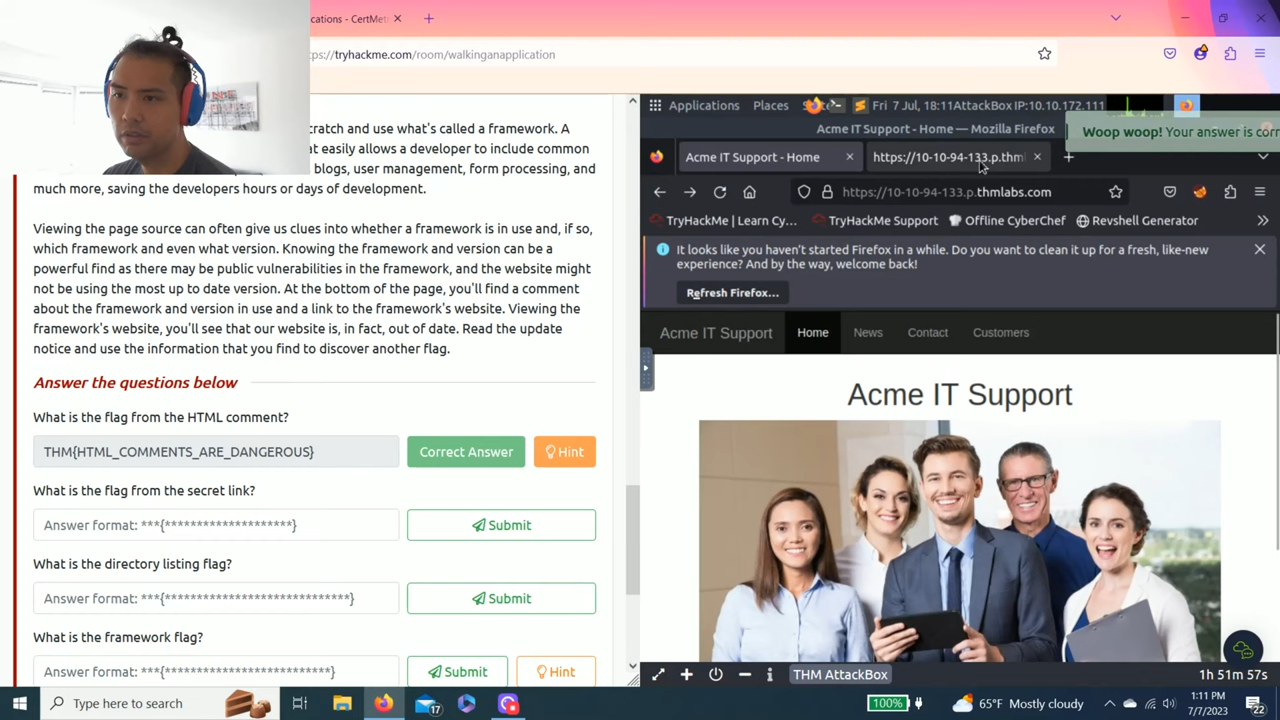 cations - CertMetr
tps://tryhackme.com/room/walkinganapplication
cratch and use what's called a framework. A
at easily allows a developer to include common
blogs, user management, form processing, and
much more, saving the developers hours or days of development.
Viewing the page source can often give us clues into whether a framework is in use and, if so,
which framework and even what version. Knowing the framework and version can be a
powerful find as there may be public vulnerabilities in the framework, and the website might
not be using the most up to date version. At the bottom of the page, you'll find a comment
about the framework and version in use and a link to the framework's website. Viewing the
framework's website, you'll see that our website is, in fact, out of date. Read the update
notice and use the information that you find to discover another flag.
Answer the questions below
What is the flag from the HTML comment?
THM{HTML_COMMENTS_ARE_DANGEROUS}
Correct Answer
Hint
What is the flag from the secret link?
Answer format: ***{********************}
Submit
What is the directory listing flag?
Answer format: ***{*****************************}
Submit
What is the framework flag?
Answer format: ***{**************************}
Submit
Hint
Applications Places Fri 7 Jul, 18:11 AttackBox IP:10.10.172.111
Acme IT Support - Home — Mozilla Firefox
Woop woop! Your answer is corr
Acme IT Support - Home
https://10-10-94-133.p.thml
https://10-10-94-133.p.thmlabs.com
TryHackMe | Learn Cy...
TryHackMe Support
Offline CyberChef
Revshell Generator
It looks like you haven't started Firefox in a while. Do you want to clean it up for a fresh, like-new
experience? And by the way, welcome back!
Refresh Firefox...
Acme IT Support Home News Contact Customers
Acme IT Support
THM AttackBox
1h 51m 57s
Type here to search
17
100%
65°F Mostly cloudy
1:11 PM
7/7/2023
22